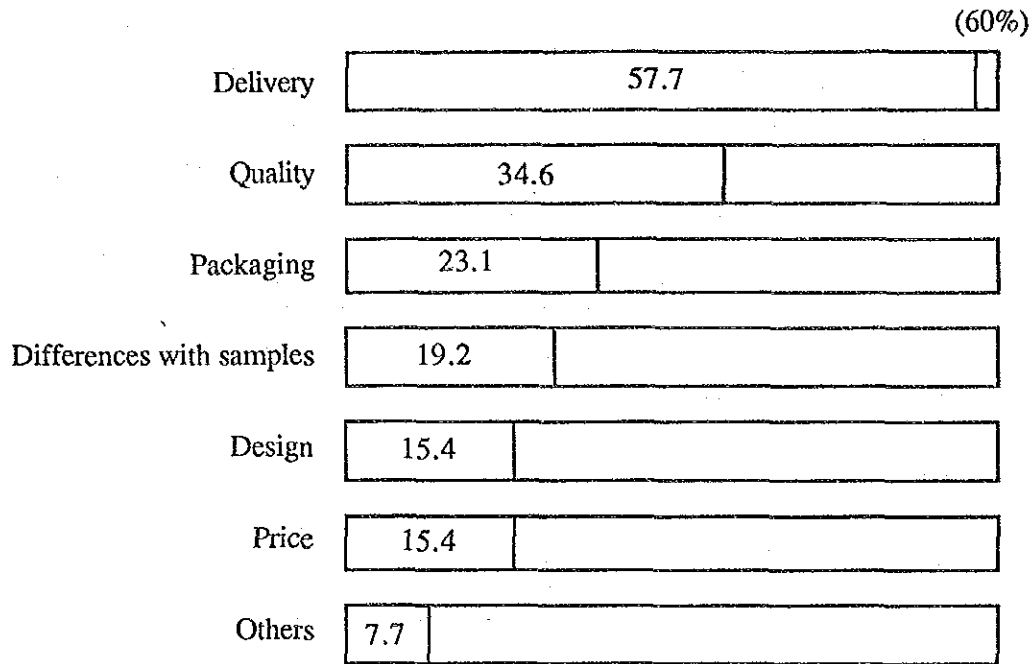 (60%)
Delivery 57.7
Quality 34.6
Packaging 23.1
Differences with samples 19.2
Design 15.4
Price 15.4
Others 7.7